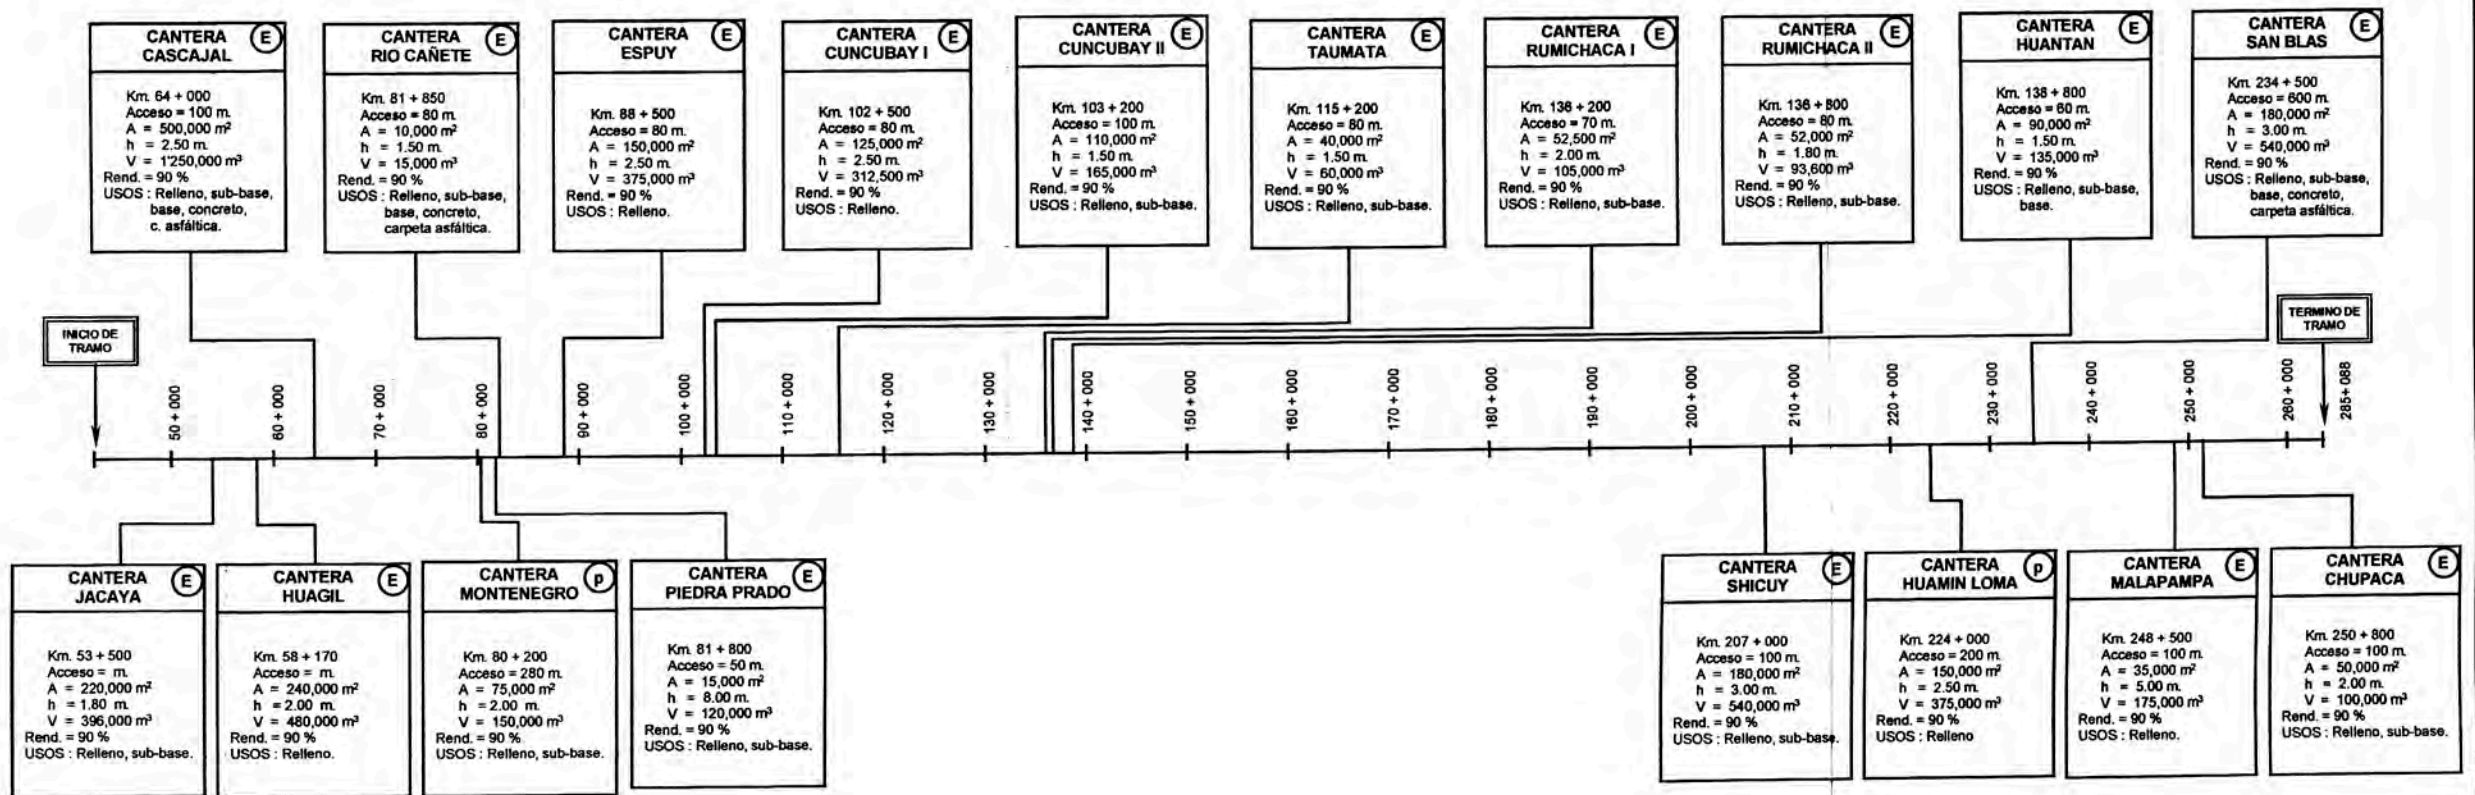 CANTERA
CASCAJAL
E
Km. 64 + 000
Acceso = 100 m.
A = 500,000 m²
h = 2.50 m.
V = 1'250,000 m³
Rend. = 90 %
USOS : Relleno, sub-base,
base, concreto,
c. asfáltica.
CANTERA
RIO CAÑETE
E
Km. 81 + 850
Acceso = 80 m.
A = 10,000 m²
h = 1.50 m.
V = 15,000 m³
Rend. = 90 %
USOS : Relleno, sub-base,
base, concreto,
carpeta asfáltica.
CANTERA
ESPUY
E
Km. 88 + 500
Acceso = 80 m.
A = 150,000 m²
h = 2.50 m.
V = 375,000 m³
Rend. = 90 %
USOS : Relleno.
CANTERA
CUNCUBAY I
E
Km. 102 + 500
Acceso = 80 m.
A = 125,000 m²
h = 2.50 m.
V = 312,500 m³
Rend. = 90 %
USOS : Relleno.
CANTERA
CUNCUBAY II
E
Km. 103 + 200
Acceso = 100 m.
A = 110,000 m²
h = 1.50 m.
V = 165,000 m³
Rend. = 90 %
USOS : Relleno, sub-base.
CANTERA
TAUMATA
E
Km. 115 + 200
Acceso = 80 m.
A = 40,000 m²
h = 1.50 m.
V = 60,000 m³
Rend. = 90 %
USOS : Relleno, sub-base.
CANTERA
RUMICHACA I
E
Km. 136 + 200
Acceso = 70 m.
A = 52,500 m²
h = 2.00 m.
V = 105,000 m³
Rend. = 90 %
USOS : Relleno, sub-base.
CANTERA
RUMICHACA II
E
Km. 136 + 800
Acceso = 80 m.
A = 52,000 m²
h = 1.80 m.
V = 93,600 m³
Rend. = 90 %
USOS : Relleno, sub-base.
CANTERA
HUANTAN
E
Km. 138 + 800
Acceso = 60 m.
A = 90,000 m²
h = 1.50 m.
V = 135,000 m³
Rend. = 90 %
USOS : Relleno, sub-base,
base.
CANTERA
SAN BLAS
E
Km. 234 + 500
Acceso = 600 m.
A = 180,000 m²
h = 3.00 m.
V = 540,000 m³
Rend. = 90 %
USOS : Relleno, sub-base,
base, concreto,
carpeta asfáltica.
INICIO DE
TRAMO
TERMINO DE
TRAMO
50 + 000
60 + 000
70 + 000
80 + 000
90 + 000
100 + 000
110 + 000
120 + 000
130 + 000
140 + 000
150 + 000
160 + 000
170 + 000
180 + 000
190 + 000
200 + 000
210 + 000
220 + 000
230 + 000
240 + 000
250 + 000
260 + 000
285+ 088
CANTERA
JACAYA
E
Km. 53 + 500
Acceso = m.
A = 220,000 m²
h = 1.80 m.
V = 396,000 m³
Rend. = 90 %
USOS : Relleno, sub-base.
CANTERA
HUAGIL
E
Km. 58 + 170
Acceso = m.
A = 240,000 m²
h = 2.00 m.
V = 480,000 m³
Rend. = 90 %
USOS : Relleno.
CANTERA
MONTENEGRO
p
Km. 80 + 200
Acceso = 280 m.
A = 75,000 m²
h = 2.00 m.
V = 150,000 m³
Rend. = 90 %
USOS : Relleno, sub-base.
CANTERA
PIEDRA PRADO
E
Km. 81 + 800
Acceso = 50 m.
A = 15,000 m²
h = 8.00 m.
V = 120,000 m³
Rend. = 90 %
USOS : Relleno, sub-base.
CANTERA
SHICUY
E
Km. 207 + 000
Acceso = 100 m.
A = 180,000 m²
h = 3.00 m.
V = 540,000 m³
Rend. = 90 %
USOS : Relleno, sub-base.
CANTERA
HUAMIN LOMA
p
Km. 224 + 000
Acceso = 200 m.
A = 150,000 m²
h = 2.50 m.
V = 375,000 m³
Rend. = 90 %
USOS : Relleno
CANTERA
MALAPAMPA
E
Km. 248 + 500
Acceso = 100 m.
A = 35,000 m²
h = 5.00 m.
V = 175,000 m³
Rend. = 90 %
USOS : Relleno.
CANTERA
CHUPACA
E
Km. 250 + 800
Acceso = 100 m.
A = 50,000 m²
h = 2.00 m.
V = 100,000 m³
Rend. = 90 %
USOS : Relleno, sub-base.